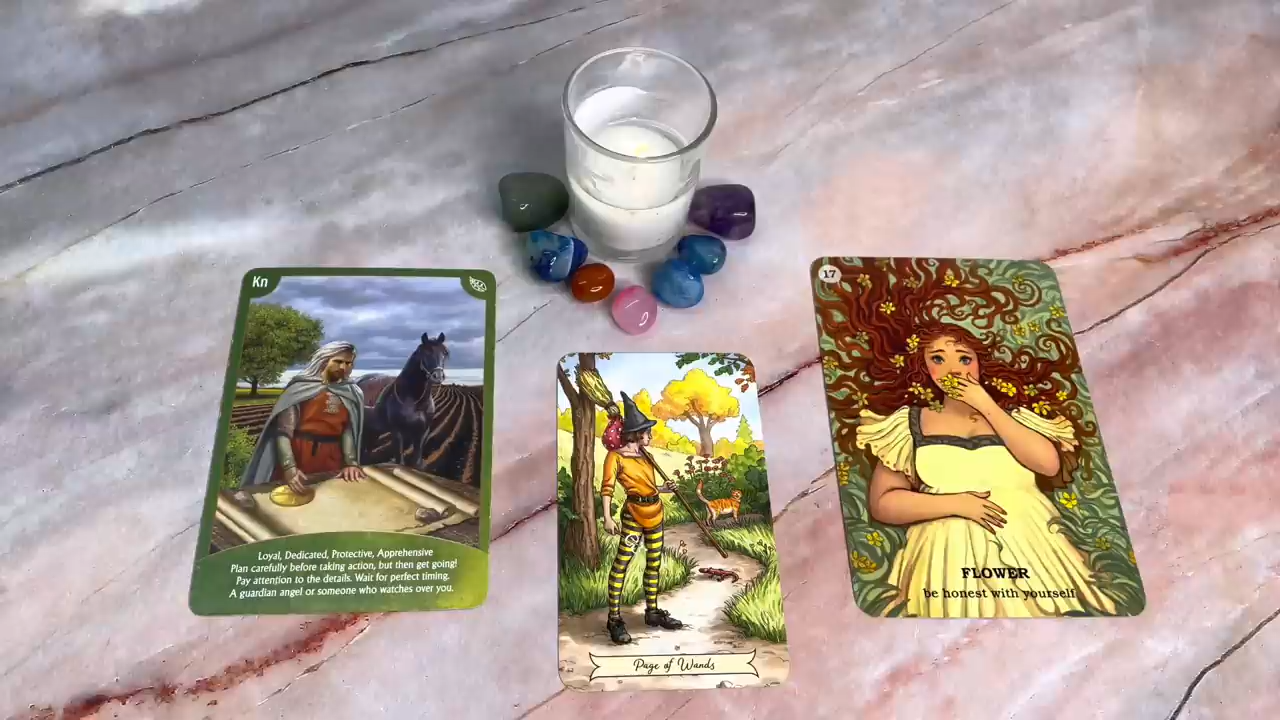 Kn
Loyal, Dedicated, Protective, Apprehensive
Plan carefully before taking action, but then get going!
Pay attention to the details. Wait for perfect timing.
A guardian angel or someone who watches over you.
Page of Wands
17
FLOWER
be honest with yourself